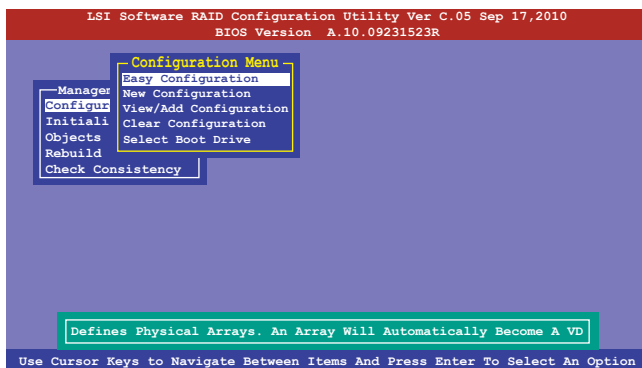 LSI Software RAID Configuration Utility Ver C.05 Sep 17,2010
BIOS Version A.10.09231523R
Configuration Menu
Easy Configuration
New Configuration
View/Add Configuration
Clear Configuration
Select Boot Drive
Managem
Configur
Initiali
Objects
Rebuild
Check Consistency
Defines Physical Arrays. An Array Will Automatically Become A VD
Use Cursor Keys to Navigate Between Items And Press Enter To Select An Option